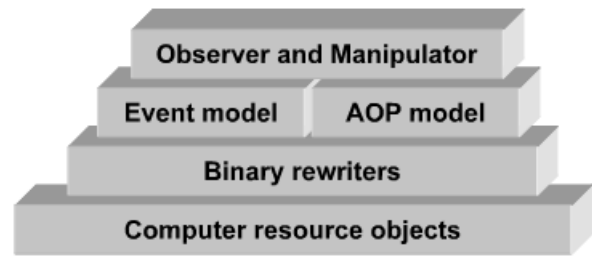 Observer and Manipulator
Event model AOP model
Binary rewriters
Computer resource objects